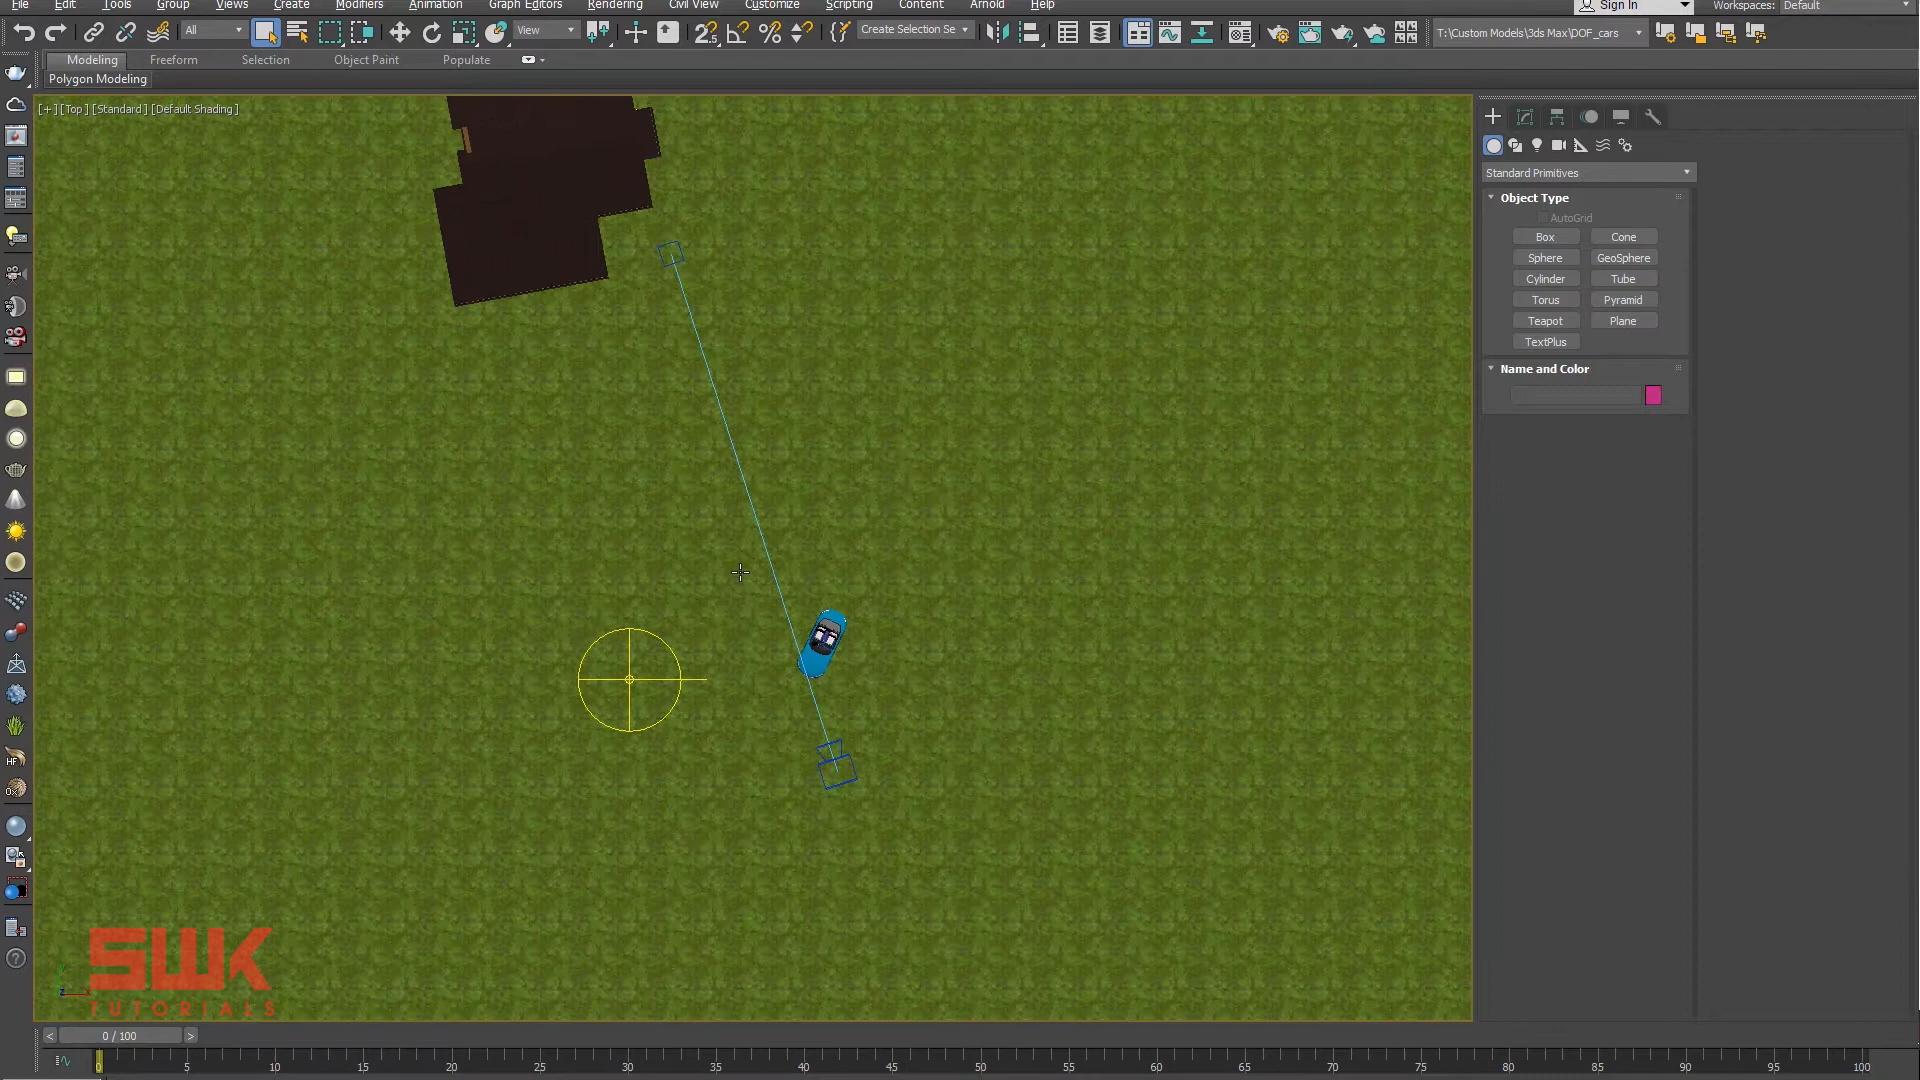 File Edit Tools Group Views Create Modifiers Animation Graph Editors Rendering Civil View Customize Scripting Content Arnold Help Sign In Workspaces: Default
All View Create Selection Se T:\Custom Models\3ds Max\DOF_cars
Modeling Freeform Selection Object Paint Populate
Polygon Modeling
[+] [Top] [Standard] [Default Shading]
Standard Primitives
Object Type
AutoGrid
Box Cone
Sphere GeoSphere
Cylinder Tube
Torus Pyramid
Teapot Plane
TextPlus
Name and Color
SWK
TUTORIALS
< 0 / 100 >
0 5 10 15 20 25 30 35 40 45 50 55 60 65 70 75 80 85 90 95 100